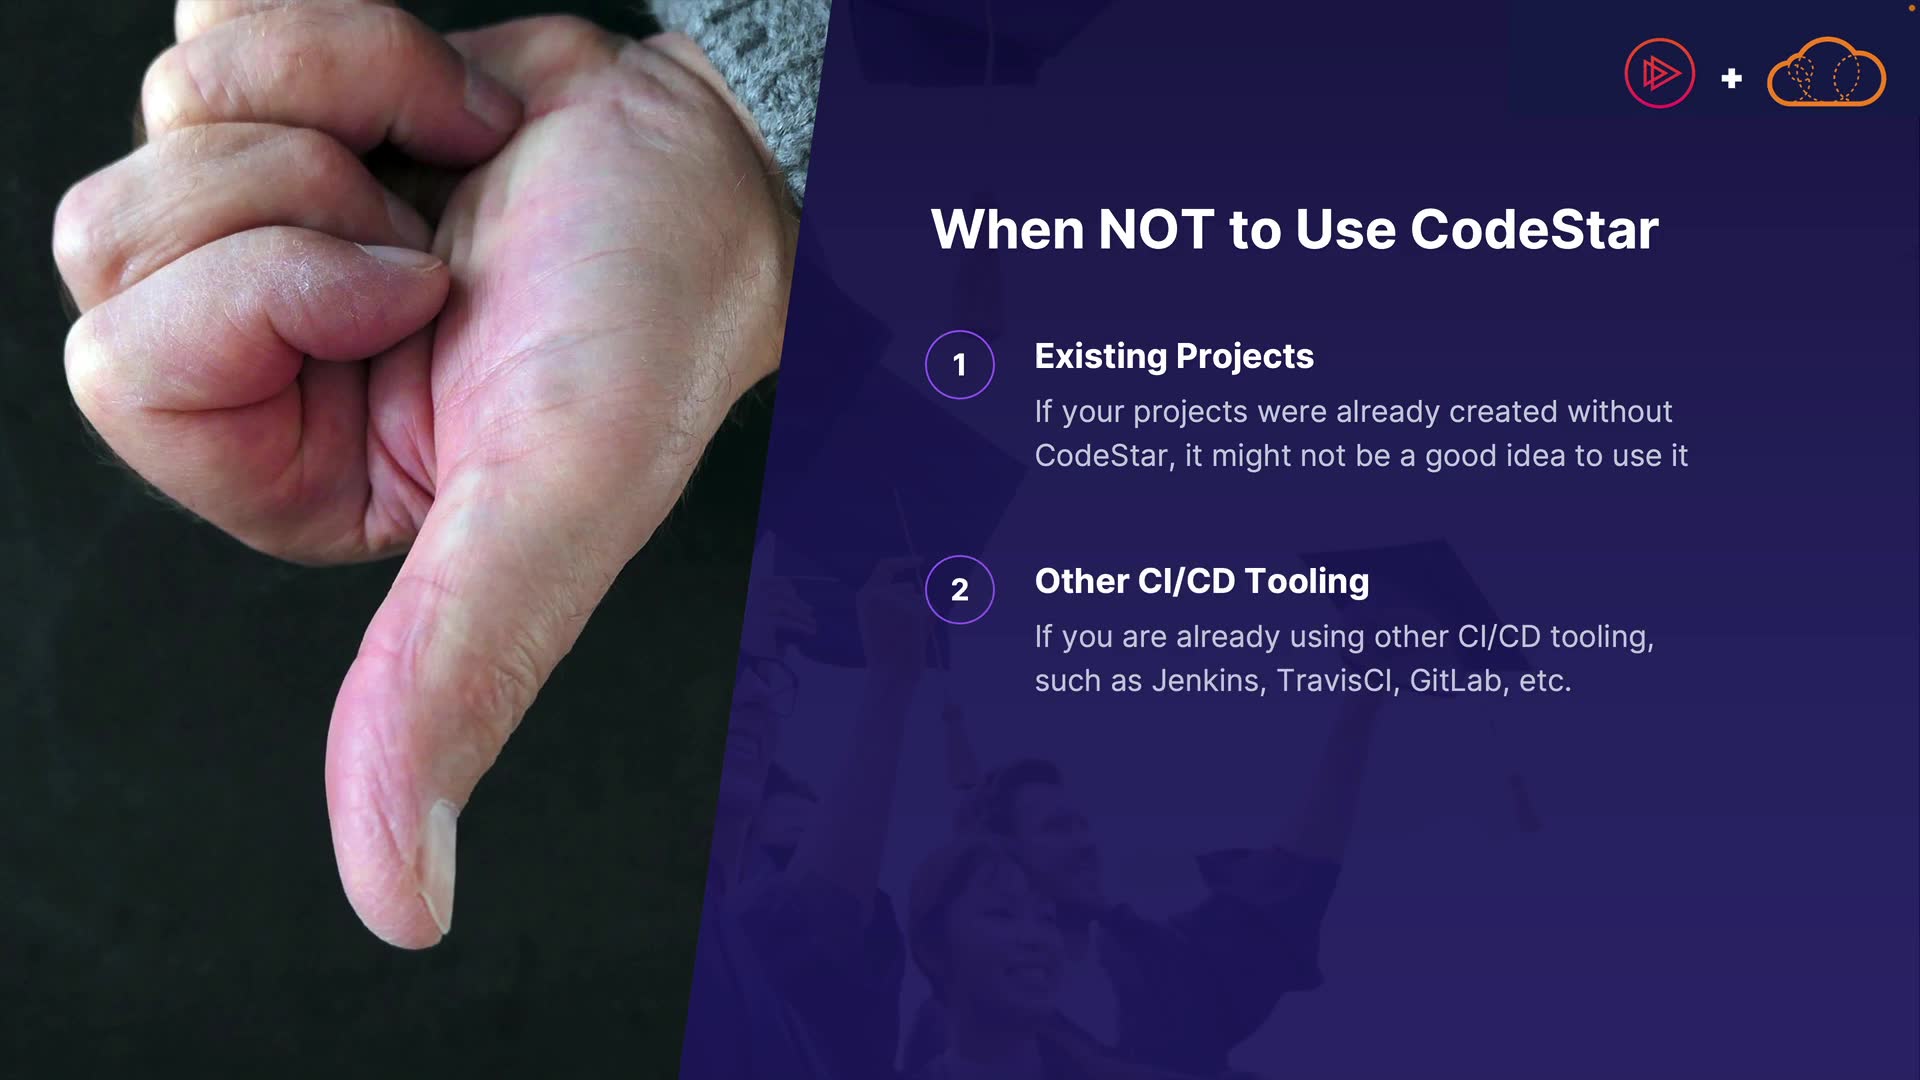 +
When NOT to Use CodeStar
1
Existing Projects
If your projects were already created without
CodeStar, it might not be a good idea to use it
2
Other CI/CD Tooling
If you are already using other CI/CD tooling,
such as Jenkins, TravisCI, GitLab, etc.